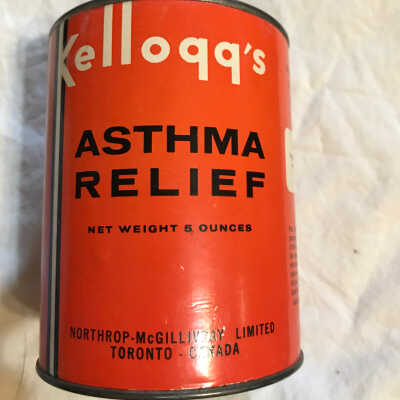 Kellogg's
ASTHMA
RELIEF
NET WEIGHT 5 OUNCES
NORTHROP-McGILLIVRAY LIMITED
TORONTO - CANADA